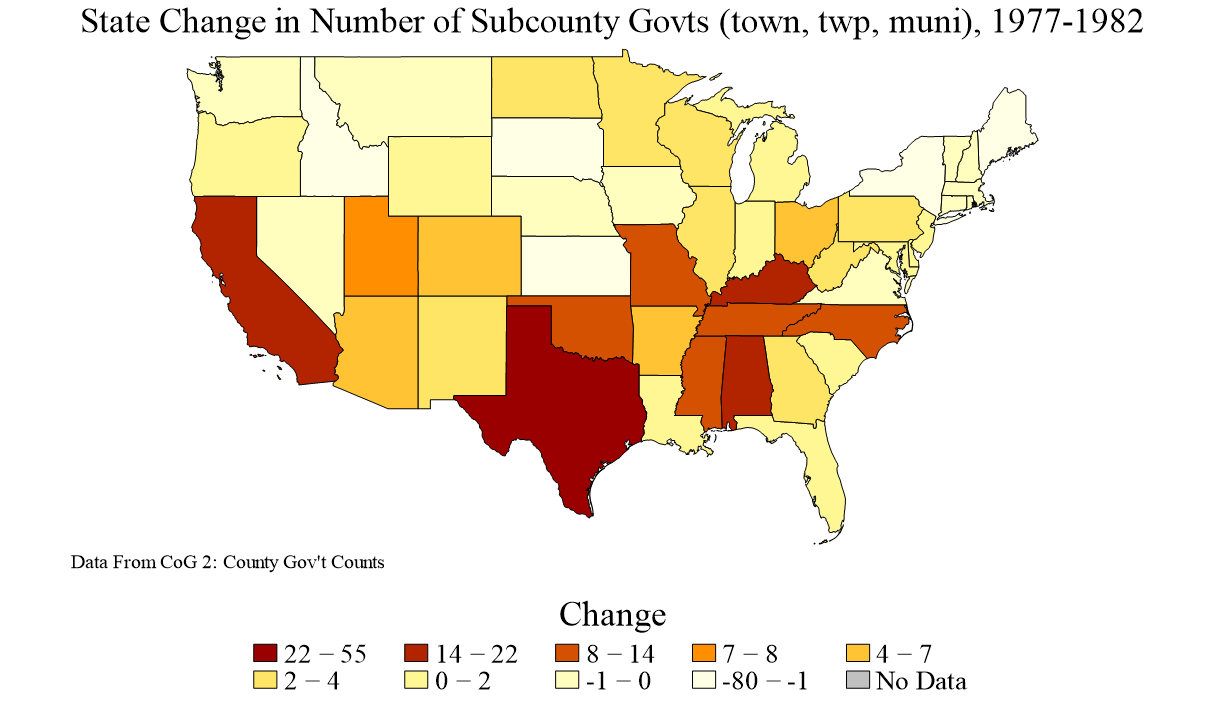 State Change in Number of Subcounty Govts (town, twp, muni), 1977-1982
Data From CoG 2: County Gov't Counts
Change
22 – 55 14 – 22 8 – 14 7 – 8 4 – 7
2 – 4 0 – 2 -1 – 0 -80 – -1 No Data